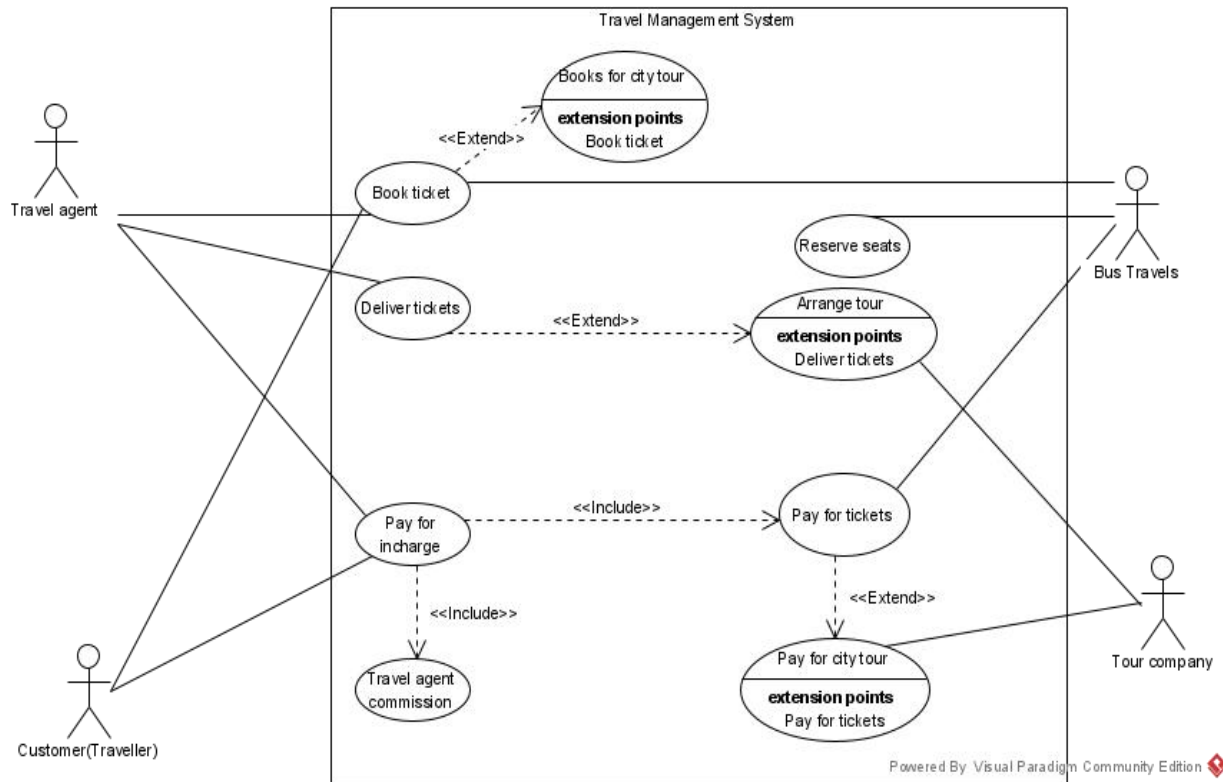 Travel Management System
Books for city tour
extension points
Book ticket
<<Extend>>
Travel agent
Book ticket
Reserve seats
Bus Travels
Deliver tickets
<<Extend>>
Arrange tour
extension points
Deliver tickets
Pay for
incharge
<<Include>>
Pay for tickets
<<Include>>
<<Extend>>
Travel agent
commission
Pay for city tour
extension points
Pay for tickets
Tour company
Customer(Traveller)
Powered By Visual Paradigm Community Edition